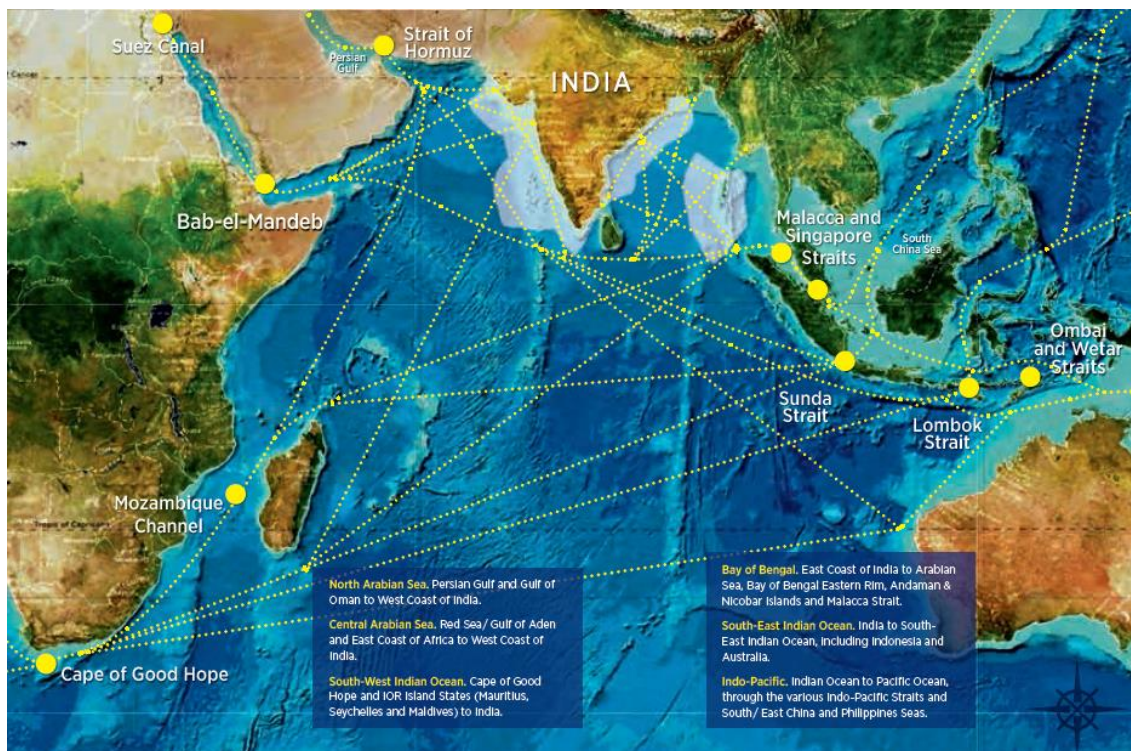 Suez Canal
Strait of
Hormuz
Persian
Gulf
INDIA
Bab-el-Mandeb
Malacca and
Singapore
Straits
South
China Sea
Ombai
and Wetar
Straits
Sunda
Strait
Lombok
Strait
Mozambique
Channel
Cape of Good Hope
North Arabian Sea. Persian Gulf and Gulf of
Oman to West Coast of India.
Central Arabian Sea. Red Sea/ Gulf of Aden
and East Coast of Africa to West Coast of
India.
South-West Indian Ocean. Cape of Good
Hope and IOR Island States (Mauritius,
Seychelles and Maldives) to India.
Bay of Bengal. East Coast of India to Arabian
Sea, Bay of Bengal Eastern Rim, Andaman &
Nicobar Islands and Malacca Strait.
South-East Indian Ocean. India to South-
East Indian Ocean, including Indonesia and
Australia.
Indo-Pacific. Indian Ocean to Pacific Ocean,
through the various Indo-Pacific Straits and
South/ East China and Philippines Seas.